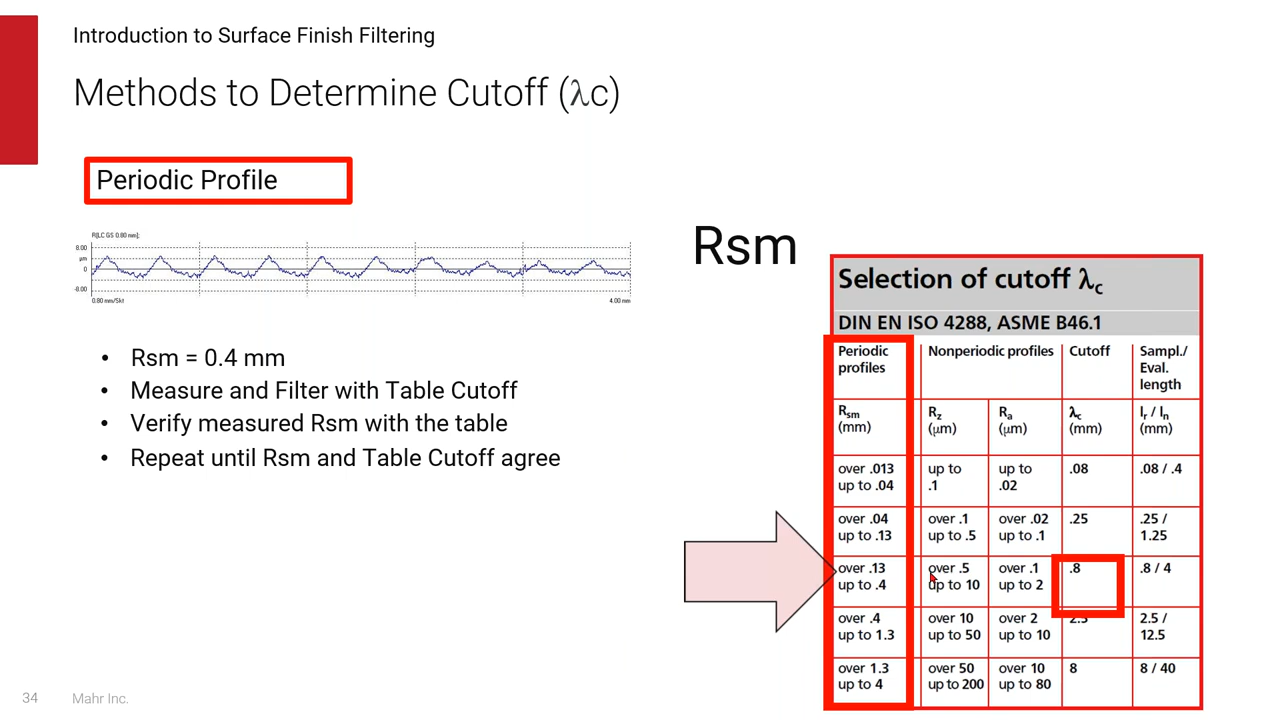 Introduction to Surface Finish Filtering
Methods to Determine Cutoff (λc)
Periodic Profile
R[LC GS 0.80 mm];
8.00
µm
0
-8.00
0.80 mm/Skt
4.00 mm
• Rsm = 0.4 mm
• Measure and Filter with Table Cutoff
• Verify measured Rsm with the table
• Repeat until Rsm and Table Cutoff agree
Rsm
Selection of cutoff λc
DIN EN ISO 4288, ASME B46.1
Periodic profiles Nonperiodic profiles Cutoff Sampl./ Eval. length
Rsm (mm) Rz (µm) Ra (µm) λc (mm) lr / ln (mm)
over .013 up to .04 up to .1 up to .02 .08 .08 / .4
over .04 up to .13 over .1 up to .5 over .02 up to .1 .25 .25 / 1.25
over .13 up to .4 over .5 up to 10 over .1 up to 2 .8 .8 / 4
over .4 up to 1.3 over 10 up to 50 over 2 up to 10 2.5 2.5 / 12.5
over 1.3 up to 4 over 50 up to 200 over 10 up to 80 8 8 / 40
34 Mahr Inc.